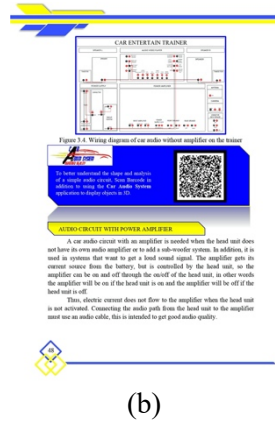 CAR ENTERTAIN TRAINER
Figure 3.4. Wiring diagram of car audio without amplifier on the trainer
To better understand the shape and analysis
of a simple audio circuit, Scan Barcode in
addition to using the Car Audio System
application to display objects in 3D.
AUDIO CIRCUIT WITH POWER AMPLIFIER
A car audio circuit with an amplifier is needed when the head unit does
not have its own audio amplifier or to add a sub-woofer system. In addition, it is
used in systems that want to get a loud sound signal. The amplifier gets its
current source from the battery, but is controlled by the head unit, so the
amplifier can be on and off through the on/off of the head unit, in other words
the amplifier will be on if the head unit is on and the amplifier will be off if the
head unit is off.
Thus, electric current does not flow to the amplifier when the head unit
is not activated. Connecting the audio path from the head unit to the amplifier
must use an audio cable, this is intended to get good audio quality.
48
(b)